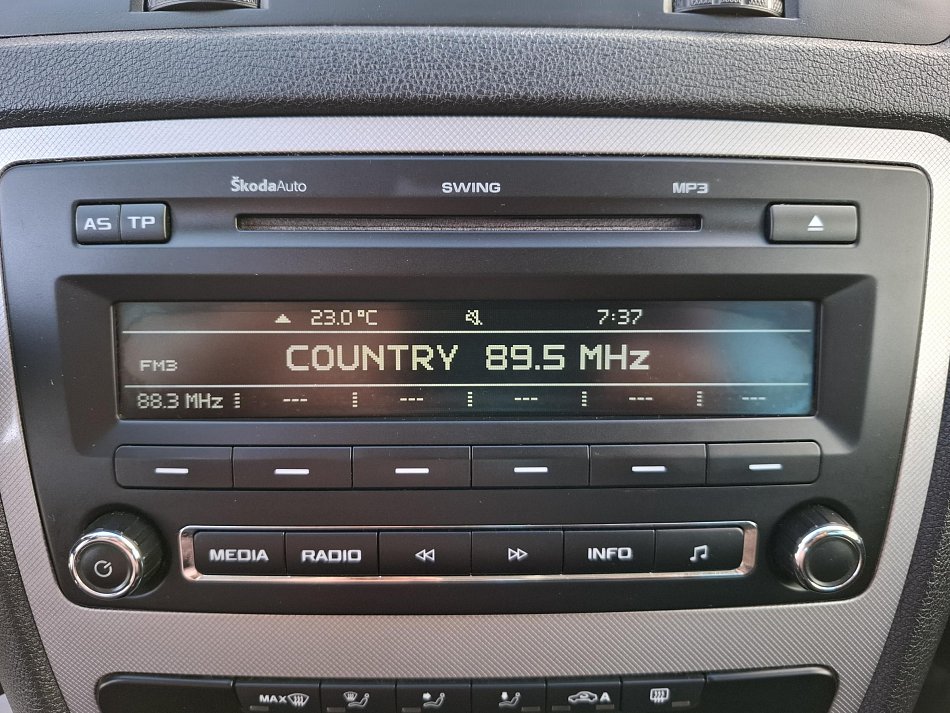 ŠkodaAuto SWING MP3
AS TP
23.0 °C 7:37
FM3 COUNTRY 89.5 MHz
88.3 MHz --- --- --- --- ---
MEDIA RADIO INFO
MAX A